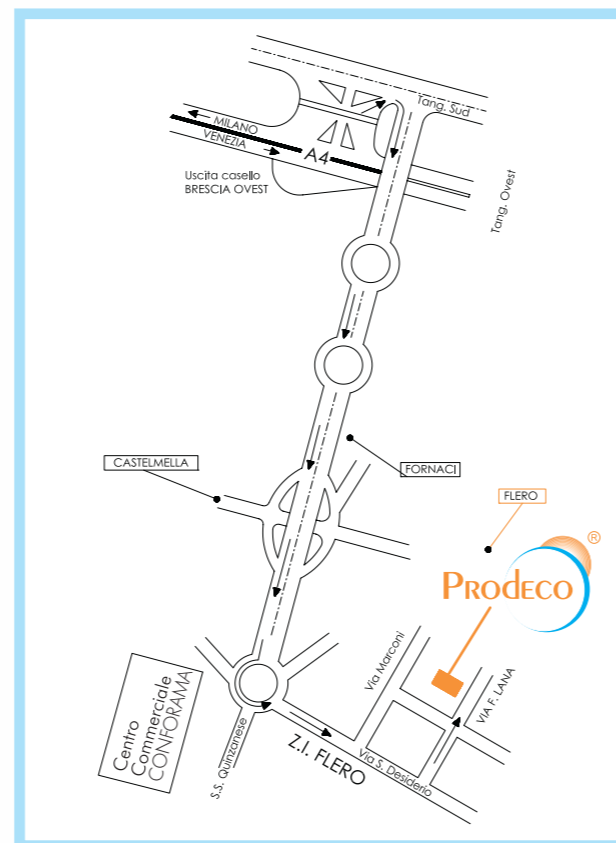 Tang. Sud
MILANO
VENEZIA
A4
Uscita casello
BRESCIA OVEST
Tang. Ovest
CASTELMELLA
FORNACI
FLERO
PRODECO®
Via Marconi
VIA F. LANA
Centro
Commerciale
CONFORAMA
S.S. Quinzanese
Z.I. FLERO
Via S. Desiderio